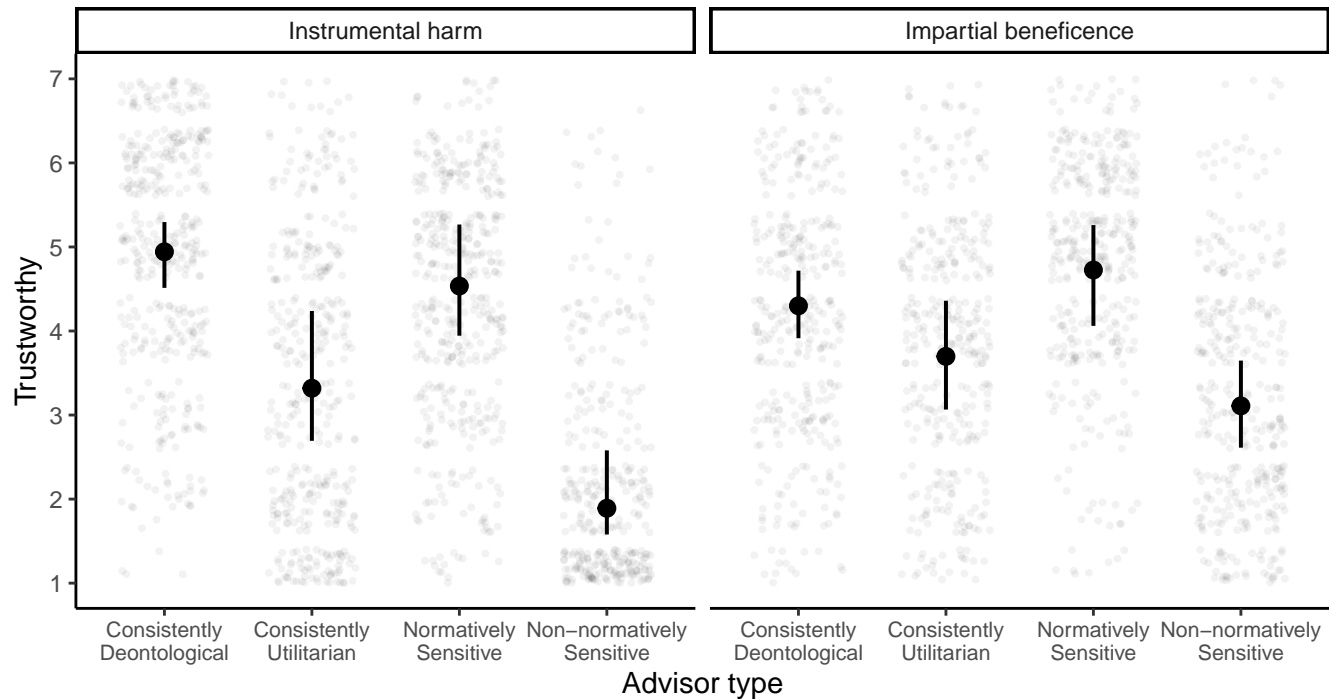 Instrumental harm
Impartial beneficence
Trustworthy
7
6
5
4
3
2
1
Consistently
Deontological
Consistently
Utilitarian
Normatively
Sensitive
Non−normatively
Sensitive
Consistently
Deontological
Consistently
Utilitarian
Normatively
Sensitive
Non−normatively
Sensitive
Advisor type